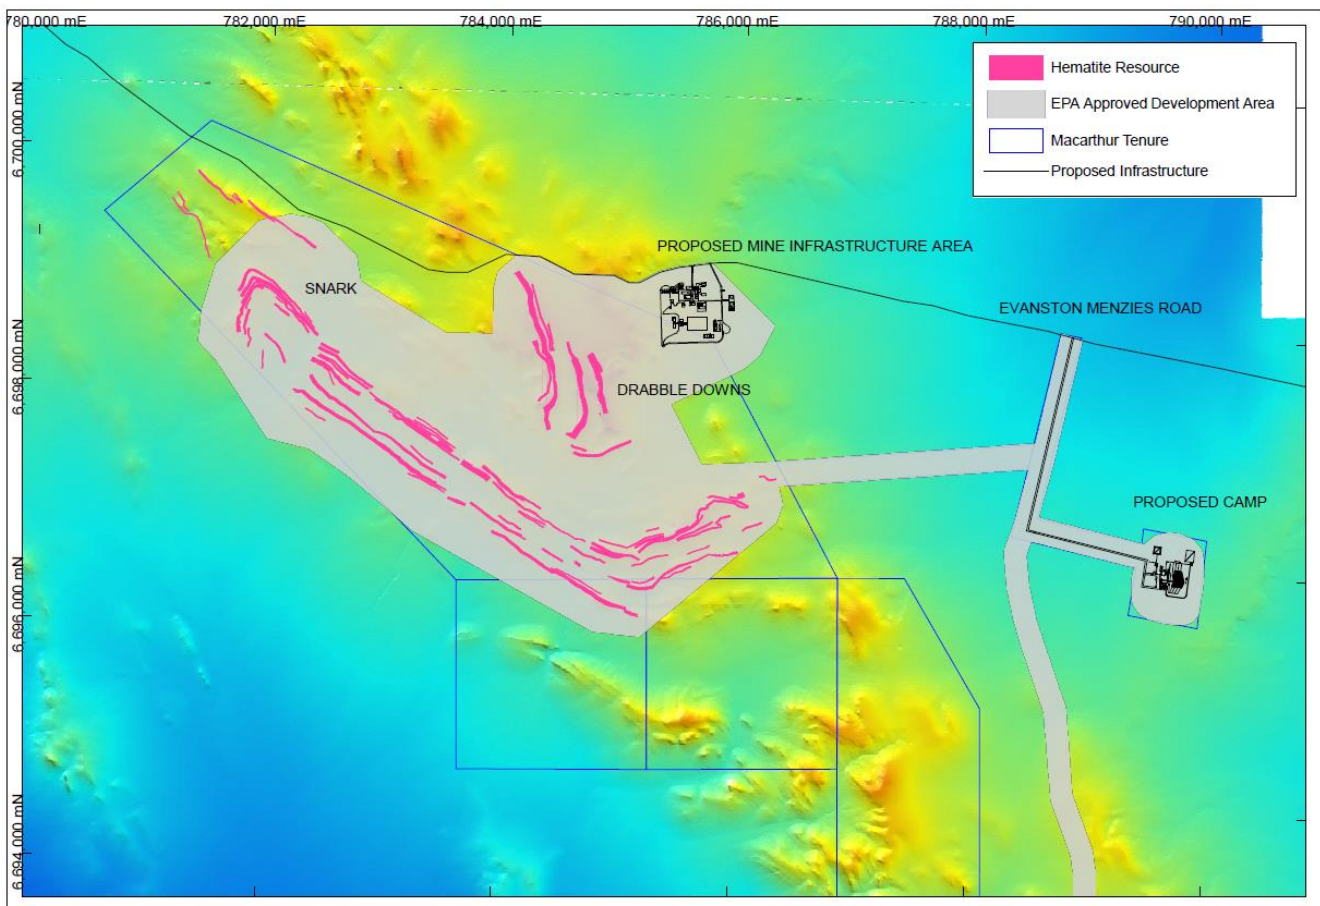 780,000 mE
782,000 mE
784,000 mE
786,000 mE
788,000 mE
790,000 mE
Hematite Resource
EPA Approved Development Area
Macarthur Tenure
Proposed Infrastructure
6,700,000 mN
6,698,000 mN
6,696,000 mN
6,694,000 mN
PROPOSED MINE INFRASTRUCTURE AREA
SNARK
EVANSTON MENZIES ROAD
DRABBLE DOWNS
PROPOSED CAMP